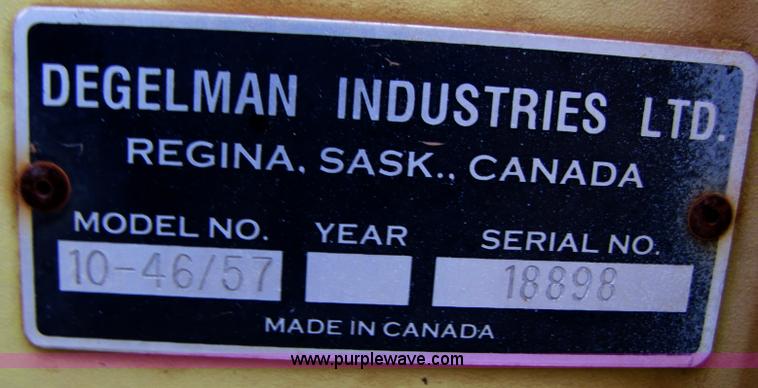 DEGELMAN INDUSTRIES LTD.
REGINA, SASK., CANADA
MODEL NO. YEAR SERIAL NO.
10-46/57 18898
MADE IN CANADA
www.purplewave.com